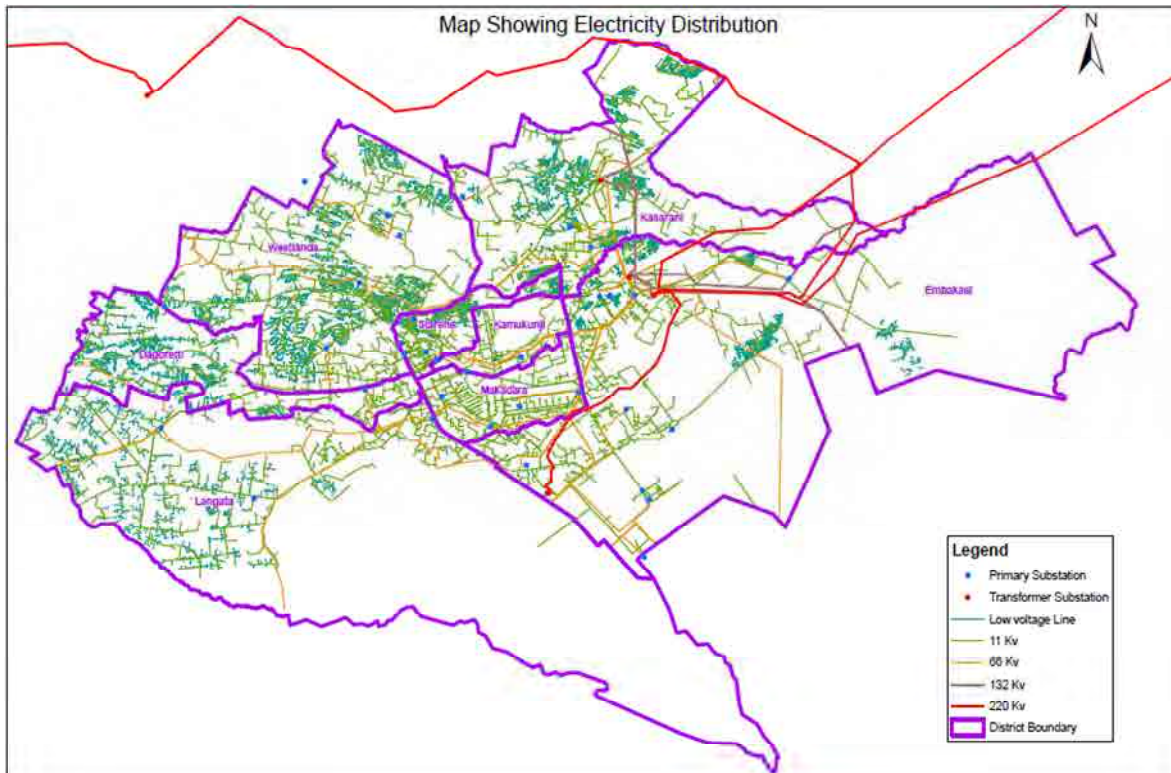 Map Showing Electricity Distribution
N
Kasarani
Westlands
Embakasi
Starehe
Kamukunji
Dagoretti
Makadara
Langata
Legend
Primary Substation
Transformer Substation
Low voltage Line
11 Kv
66 Kv
132 Kv
220 Kv
District Boundary